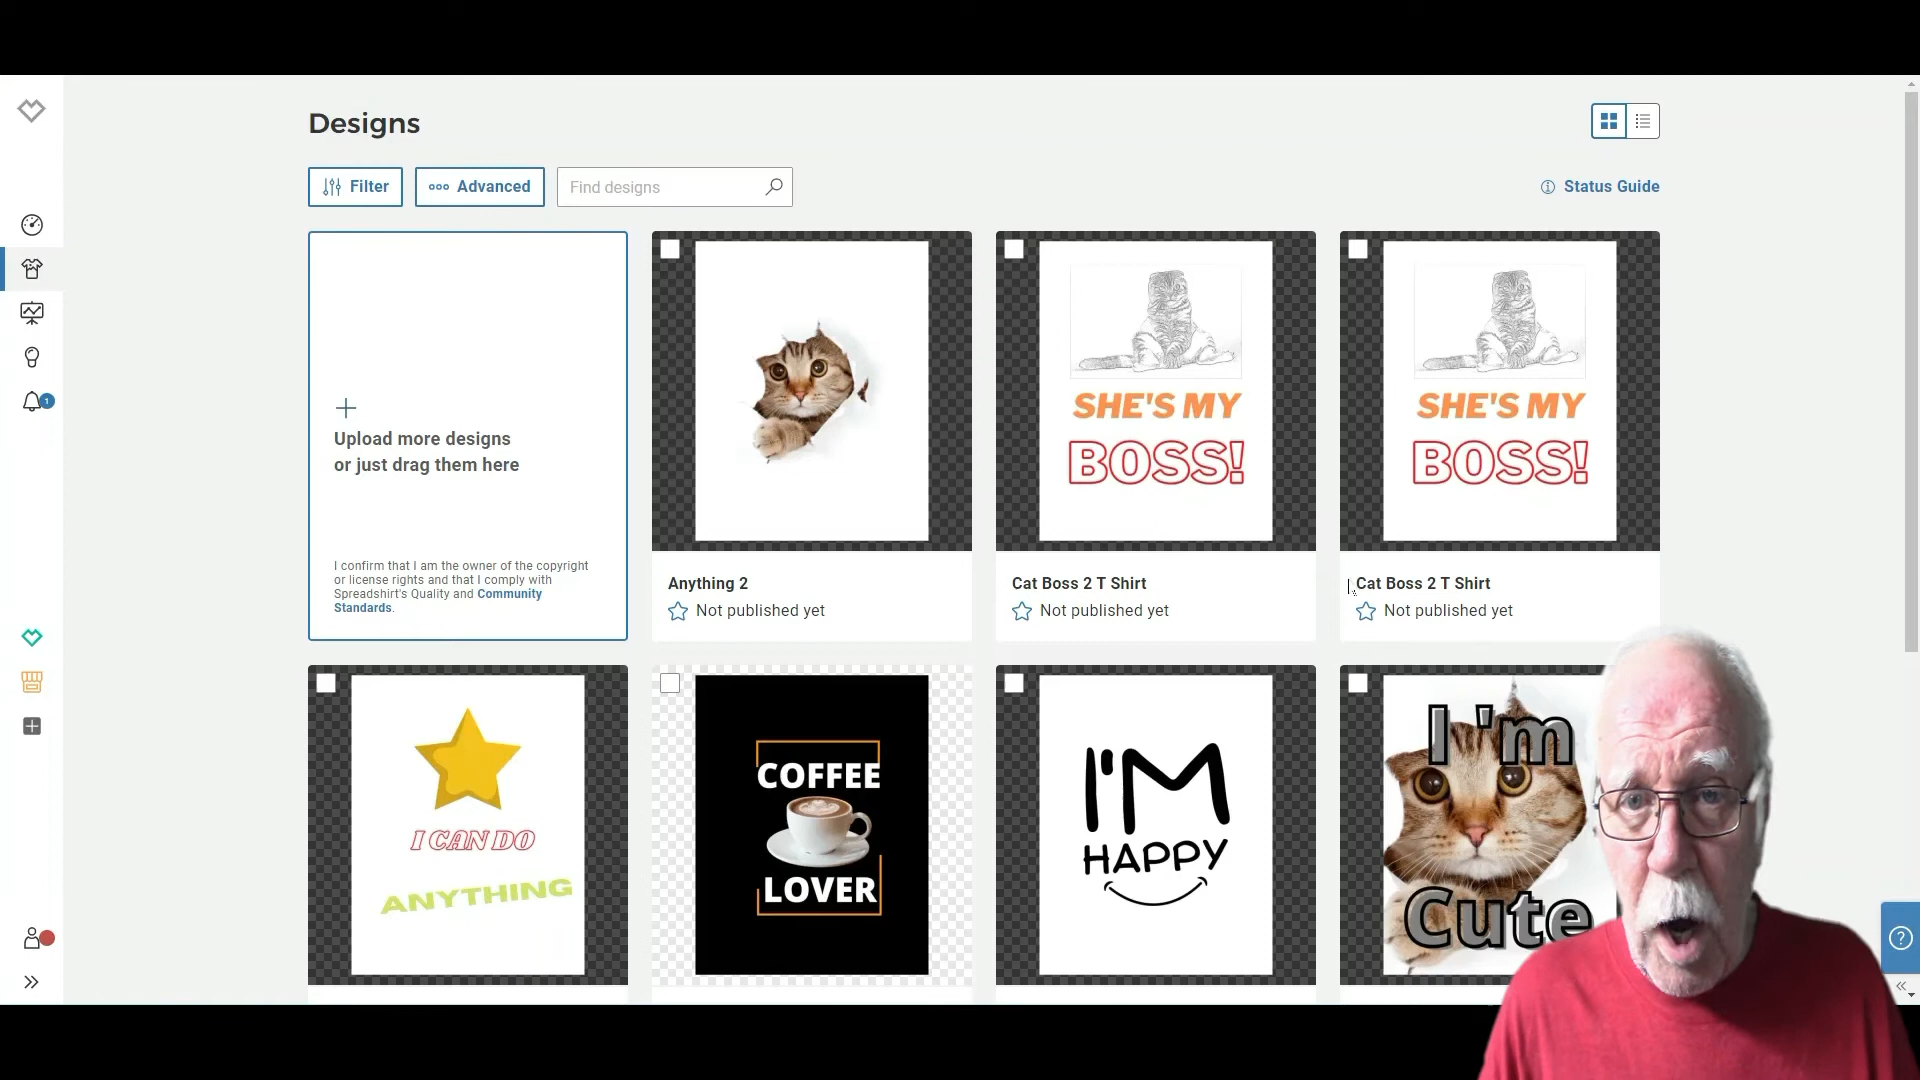 Designs
Filter
Advanced
Find designs
Status Guide
Upload more designs
or just drag them here
I confirm that I am the owner of the copyright
or license rights and that I comply with
Spreadshirt's Quality and Community
Standards.
SHE'S MY
BOSS!
SHE'S MY
BOSS!
Anything 2
Not published yet
Cat Boss 2 T Shirt
Not published yet
Cat Boss 2 T Shirt
Not published yet
1
I CAN DO
ANYTHING
COFFEE
LOVER
I'M
HAPPY
I'm
Cute